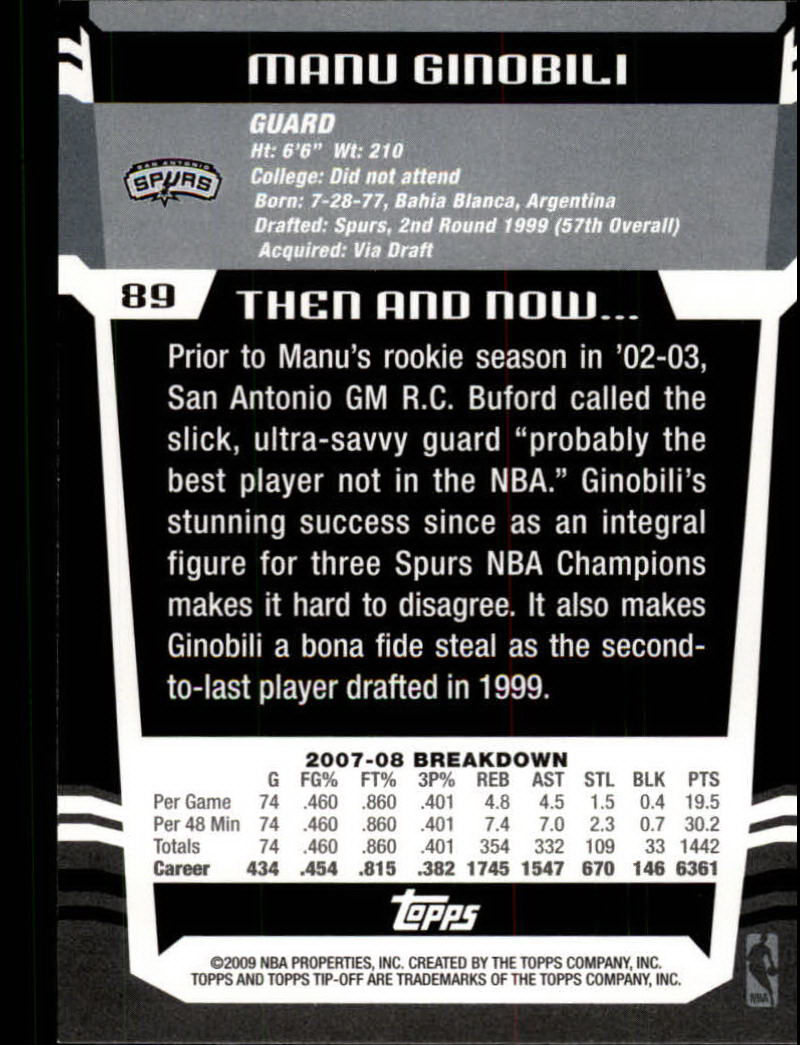 MANU GINOBILI
GUARD
Ht: 6'6" Wt: 210
College: Did not attend
Born: 7-28-77, Bahia Blanca, Argentina
Drafted: Spurs, 2nd Round 1999 (57th Overall)
Acquired: Via Draft
SAN ANTONIO
SPURS
89
THEN AND NOW...
Prior to Manu's rookie season in '02-03,
San Antonio GM R.C. Buford called the
slick, ultra-savvy guard "probably the
best player not in the NBA." Ginobili's
stunning success since as an integral
figure for three Spurs NBA Champions
makes it hard to disagree. It also makes
Ginobili a bona fide steal as the second-
to-last player drafted in 1999.
2007-08 BREAKDOWN
G FG% FT% 3P% REB AST STL BLK PTS
Per Game 74 .460 .860 .401 4.8 4.5 1.5 0.4 19.5
Per 48 Min 74 .460 .860 .401 7.4 7.0 2.3 0.7 30.2
Totals 74 .460 .860 .401 354 332 109 33 1442
Career 434 .454 .815 .382 1745 1547 670 146 6361
Topps
©2009 NBA PROPERTIES, INC. CREATED BY THE TOPPS COMPANY, INC.
TOPPS AND TOPPS TIP-OFF ARE TRADEMARKS OF THE TOPPS COMPANY, INC.
NBA